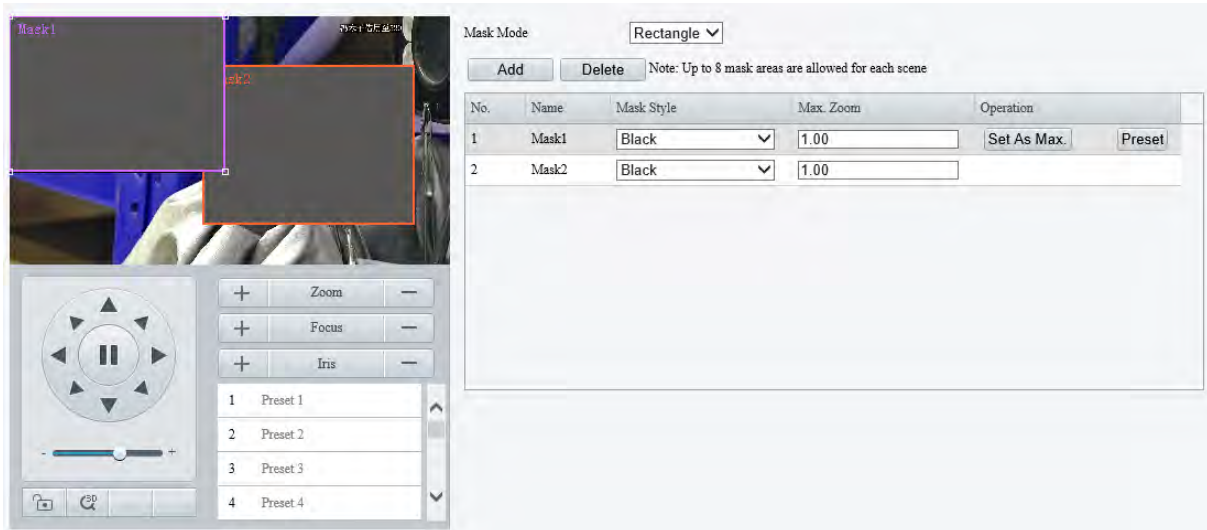 Mask1
Mask Mode
Rectangle
Add
Delete
Note: Up to 8 mask areas are allowed for each scene
No.
Name
Mask Style
Max. Zoom
Operation
1
Mask1
Black
1.00
Set As Max.
Preset
2
Mask2
Black
1.00
+ Zoom −
+ Focus −
+ Iris −
1 Preset 1
2 Preset 2
3 Preset 3
4 Preset 4
- +
3D